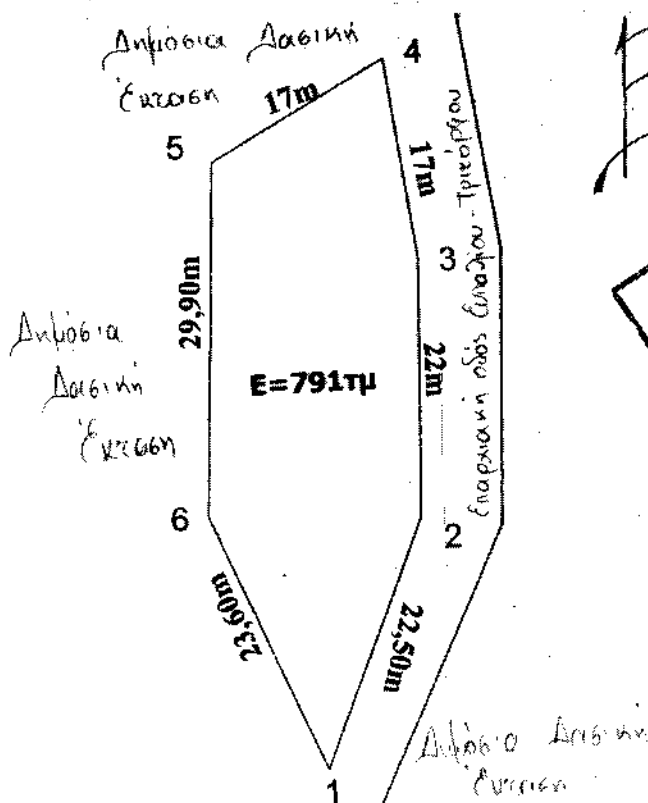 Δημόσια Δασική
Έκταση
4
17m
5
17m
Επαρχιακή οδός Ευπαλίου - Τρικόρφου
3
29,90m
Δημόσια
Δασική
Έκταση
22m
E=791τμ
6
2
23,60m
22,50m
Δημόσια Δασική
Έκταση
1